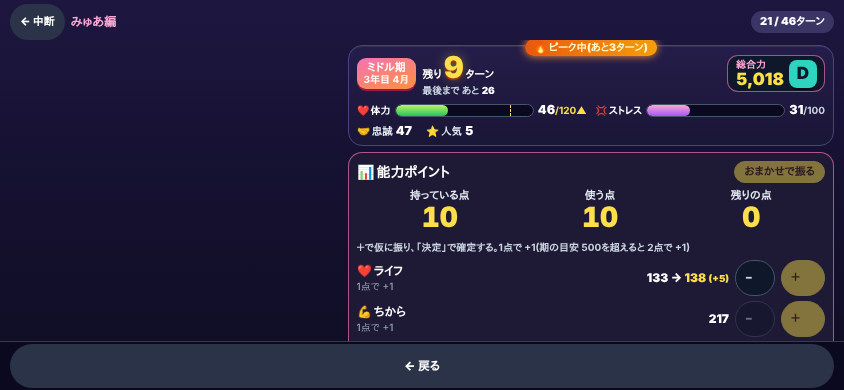 ← 中断 みゅあ編
21 / 46ターン
🔥 ピーク中(あと3ターン)
ミドル期
3年目 4月
残り9ターン
最後まで あと 26
総合力
5,018 D
❤️体力 46/120▲ 💢ストレス 31/100
🤝忠誠 47 ⭐人気 5
📊 能力ポイント
おまかせで振る
持っている点 使う点 残りの点
10 10 0
＋で仮に振り、「決定」で確定する。1点で +1(期の目安 500を超えると 2点で +1)
❤️ライフ
1点で +1
133 → 138 (+5) − ＋
💪ちから
1点で +1
217 − ＋
← 戻る